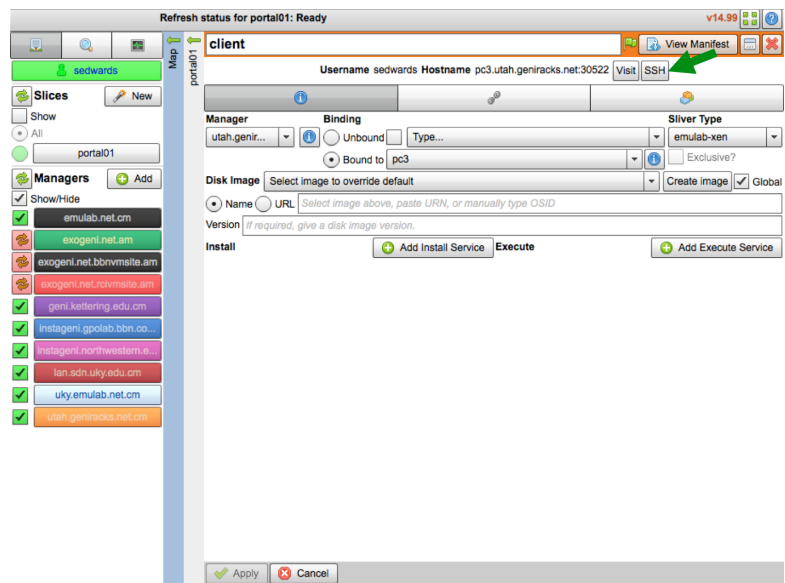 Refresh status for portal01: Ready
v14.99
sedwards
Slices
New
Show
All
portal01
Managers
Add
Show/Hide
emulab.net.cm
exogeni.net.am
exogeni.net.bbnvmsite.am
exogeni.net.rcivmsite.am
geni.kettering.edu.cm
instageni.gpolab.bbn.co...
instageni.northwestern.e...
lan.sdn.uky.edu.cm
uky.emulab.net.cm
utah.geniracks.net.cm
Map
portal01
client
View Manifest
Username sedwards Hostname pc3.utah.geniracks.net:30522 Visit SSH
Manager Binding Sliver Type
utah.genir... Unbound Type... emulab-xen
Bound to pc3 Exclusive?
Disk Image Select image to override default Create image Global
Name URL Select image above, paste URN, or manually type OSID
Version If required, give a disk image version.
Install Add Install Service Execute Add Execute Service
Apply Cancel